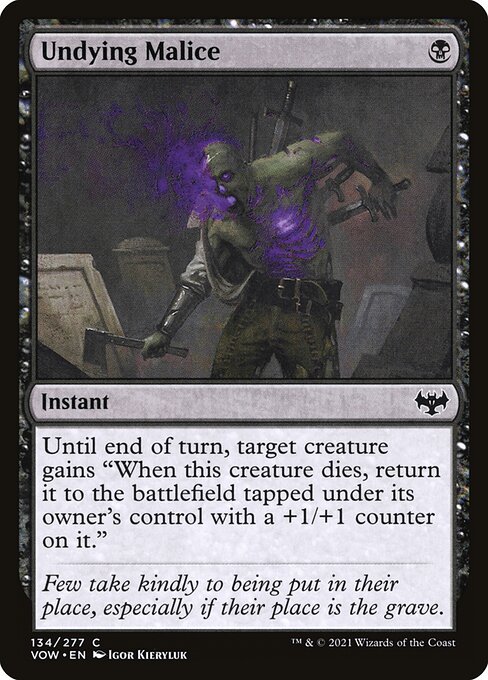 Undying Malice
Instant
Until end of turn, target creature
gains “When this creature dies, return
it to the battlefield tapped under its
owner’s control with a +1/+1 counter
on it.”
Few take kindly to being put in their
place, especially if their place is the grave.
134/277 C
VOW • EN Igor Kieryluk
™ & © 2021 Wizards of the Coast